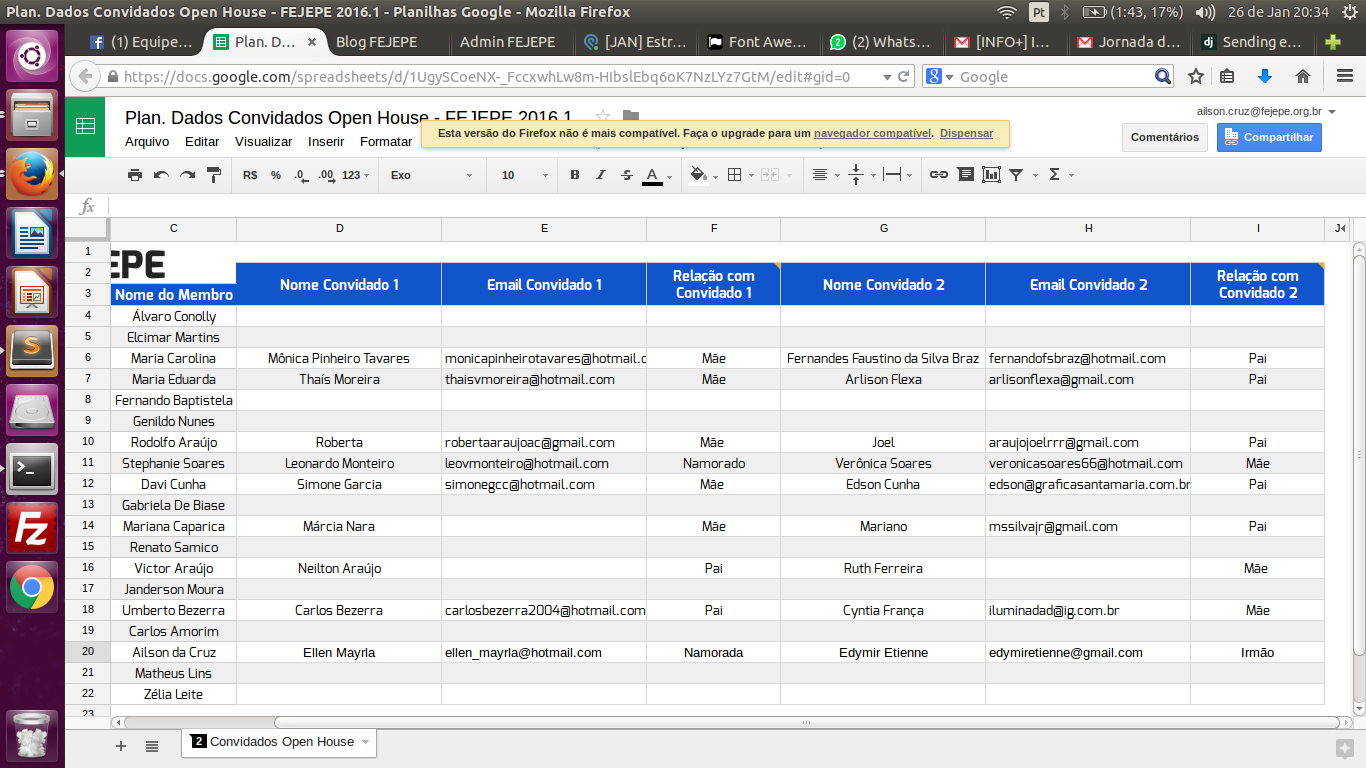 Plan. Dados Convidados Open House - FEJEPE 2016.1 - Planilhas Google - Mozilla Firefox
Pt (1:43, 17%) 26 de Jan 20:34
(1) Equipe… Plan. D… Blog FEJEPE Admin FEJEPE [JAN] Estr… Font Awe… (2) Whats… [INFO+] I… Jornada d… Sending e…
https://docs.google.com/spreadsheets/d/1UgySCoeNX-_FccxwhLw8m-HIbslEbq6oK7NzLYz7GtM/edit#gid=0 Google
Plan. Dados Convidados Open House - FEJEPE 2016.1 ailson.cruz@fejepe.org.br
Esta versão do Firefox não é mais compatível. Faça o upgrade para um navegador compatível. Dispensar
Arquivo Editar Visualizar Inserir Formatar Comentários Compartilhar
R$ % .0 .00 123 Exo 10 B I S A Σ
fx
C D E F G H I J
1 EPE
2 Nome Convidado 1 Email Convidado 1 Relação com Convidado 1 Nome Convidado 2 Email Convidado 2 Relação com Convidado 2
3 Nome do Membro
4 Álvaro Conolly
5 Elcimar Martins
6 Maria Carolina Mônica Pinheiro Tavares monicapinheirotavares@hotmail.c Mãe Fernandes Faustino da Silva Braz fernandofsbraz@hotmail.com Pai
7 Maria Eduarda Thaís Moreira thaisvmoreira@hotmail.com Mãe Arlison Flexa arlisonflexa@gmail.com Pai
8 Fernando Baptistela
9 Genildo Nunes
10 Rodolfo Araújo Roberta robertaaraujoac@gmail.com Mãe Joel araujojoelrrr@gmail.com Pai
11 Stephanie Soares Leonardo Monteiro leovmonteiro@hotmail.com Namorado Verônica Soares veronicasoares66@hotmail.com Mãe
12 Davi Cunha Simone Garcia simonegcc@hotmail.com Mãe Edson Cunha edson@graficasantamaria.com.br Pai
13 Gabriela De Biase
14 Mariana Caparica Márcia Nara Mãe Mariano mssilvajr@gmail.com Pai
15 Renato Samico
16 Victor Araújo Neilton Araújo Pai Ruth Ferreira Mãe
17 Janderson Moura
18 Umberto Bezerra Carlos Bezerra carlosbezerra2004@hotmail.com Pai Cyntia França iluminadad@ig.com.br Mãe
19 Carlos Amorim
20 Ailson da Cruz Ellen Mayrla ellen_mayrla@hotmail.com Namorada Edymir Etienne edymiretienne@gmail.com Irmão
21 Matheus Lins
22 Zélia Leite
23
2 Convidados Open House